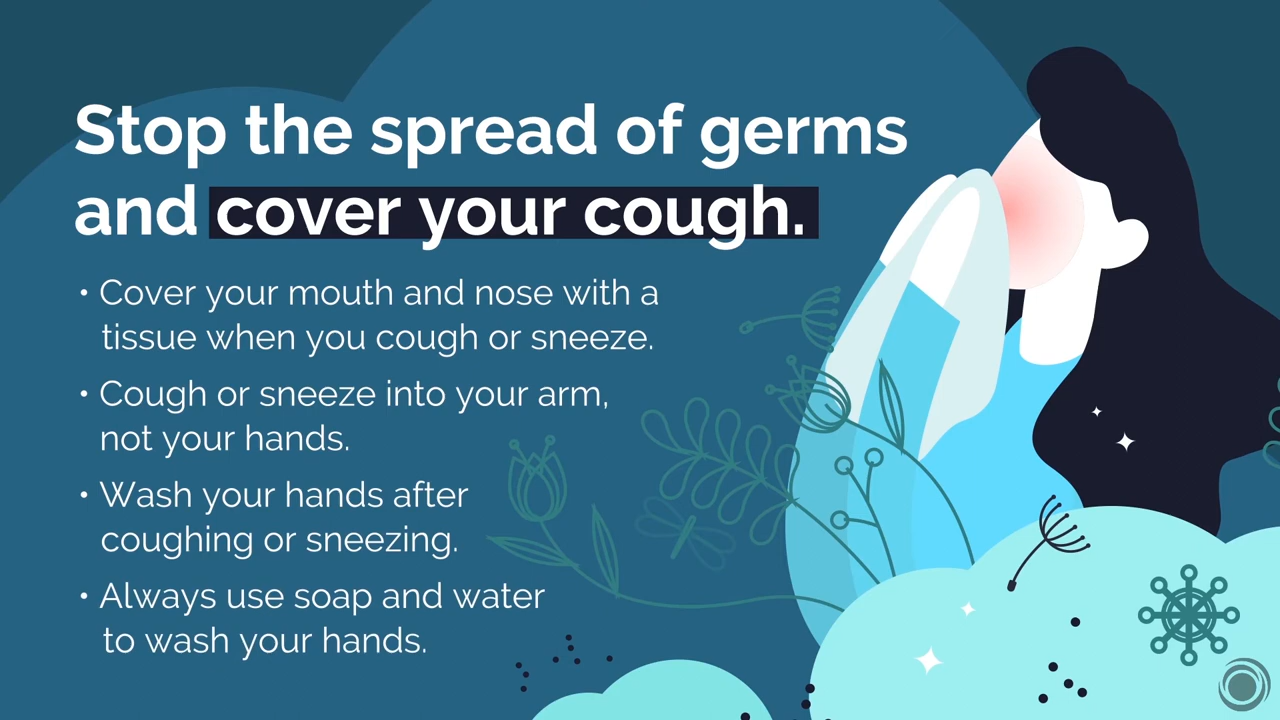 Stop the spread of germs
and cover your cough.
• Cover your mouth and nose with a
tissue when you cough or sneeze.
• Cough or sneeze into your arm,
not your hands.
• Wash your hands after
coughing or sneezing.
• Always use soap and water
to wash your hands.